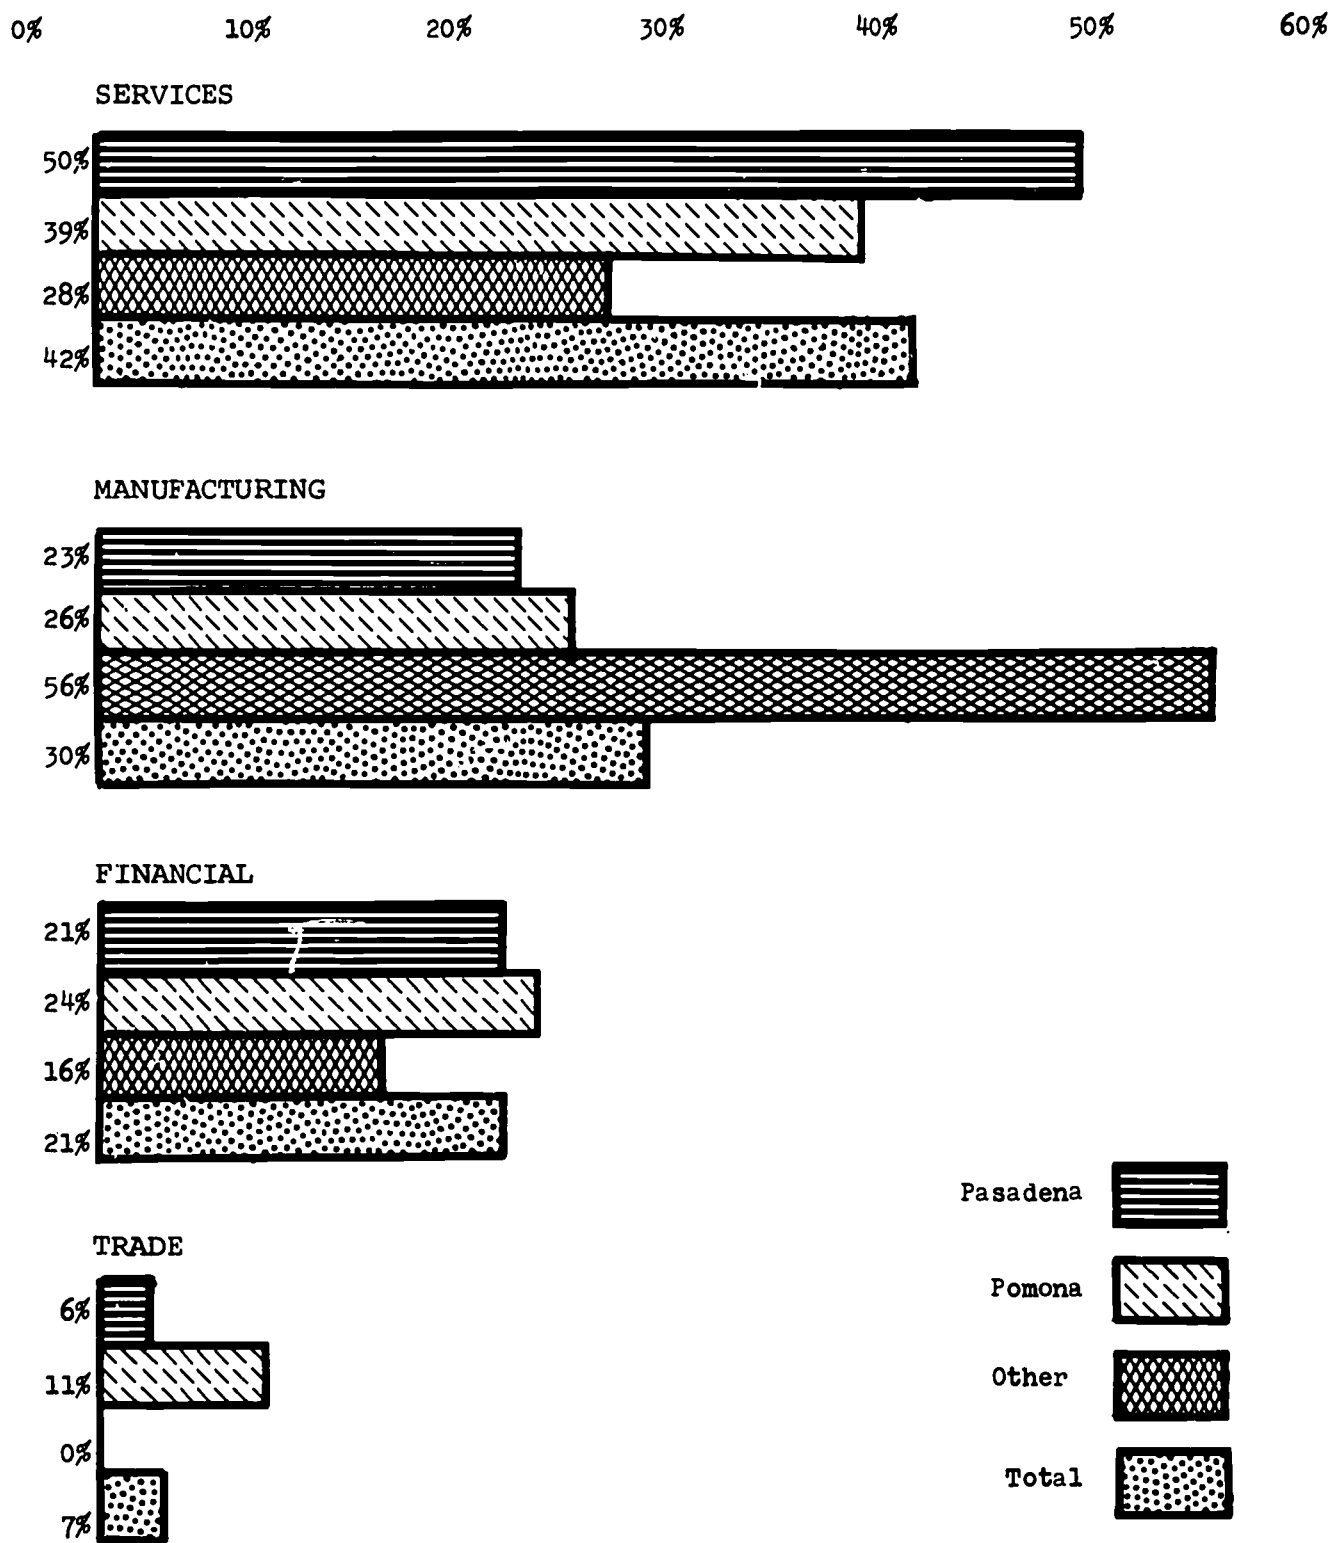 0% 10% 20% 30% 40% 50% 60%
SERVICES
50%
39%
28%
42%
MANUFACTURING
23%
26%
56%
30%
FINANCIAL
21%
24%
16%
21%
TRADE
6%
11%
0%
7%
Pasadena
Pomona
Other
Total